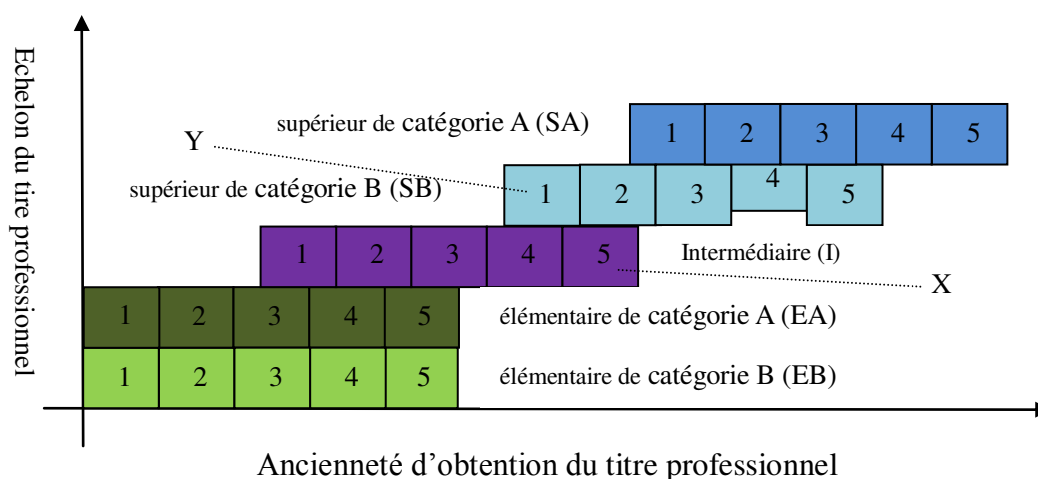 Echelon du tire professionnel
supérieur de catégorie A (SA)
1 2 3 4 5
Y
supérieur de catégorie B (SB)
1 2 3 4 5
1 2 3 4 5
Intermédiaire (I)
X
1 2 3 4 5
élémentaire de catégorie A (EA)
1 2 3 4 5
élémentaire de catégorie B (EB)
Ancienneté d’obtention du titre professionnel